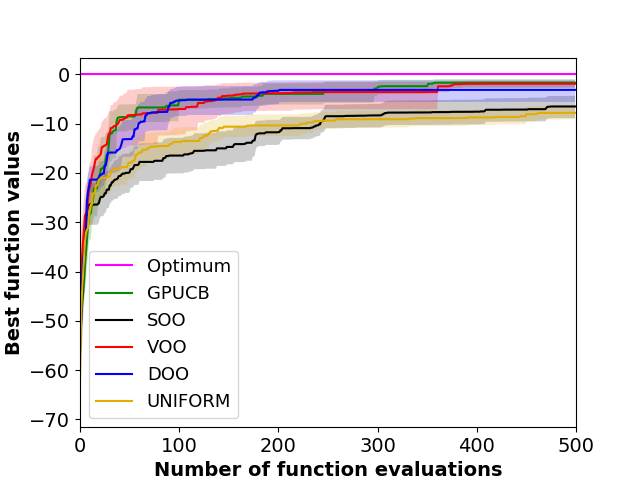 Best function values
0
−10
−20
−30
−40
−50
−60
−70
Optimum
GPUCB
SOO
VOO
DOO
UNIFORM
0 100 200 300 400 500
Number of function evaluations